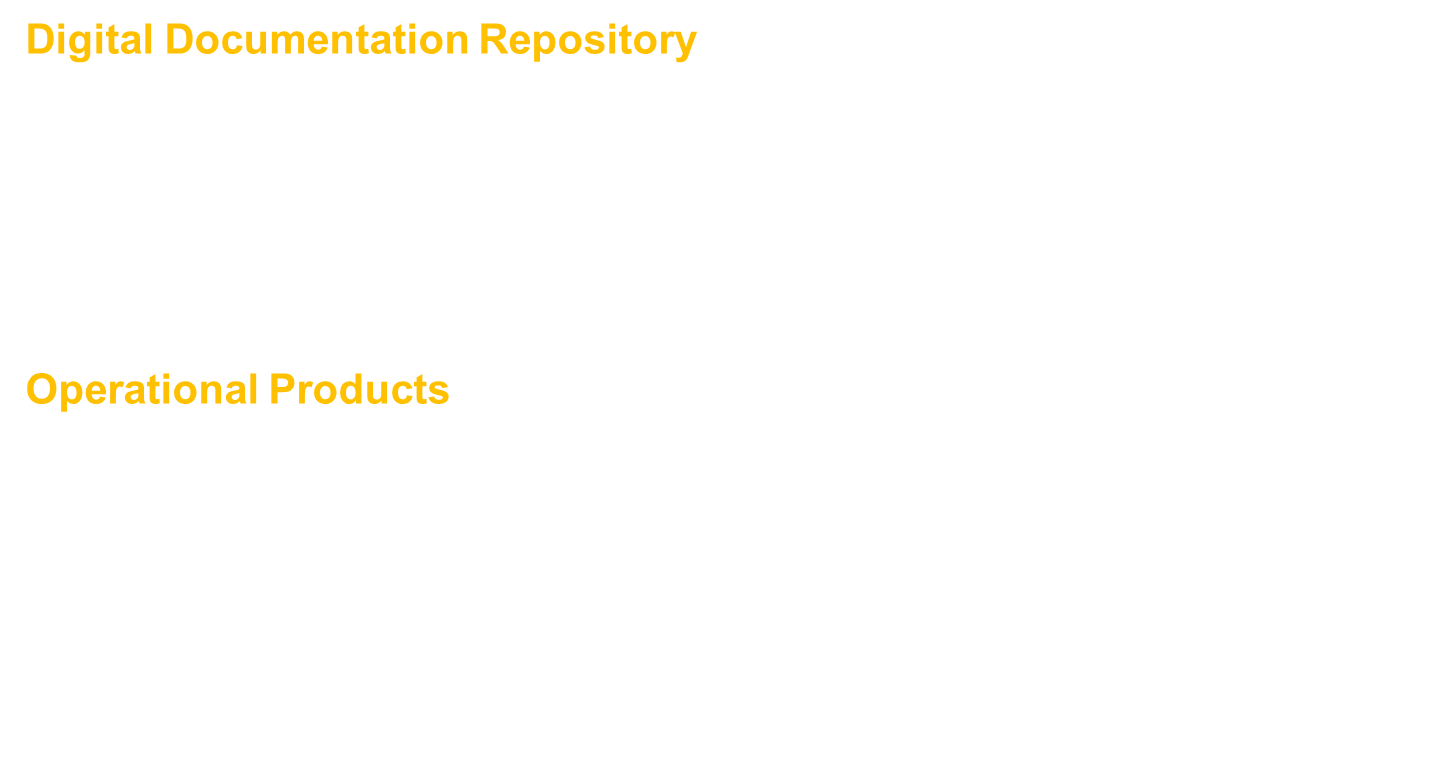 Digital Documentation Repository
Operational Products